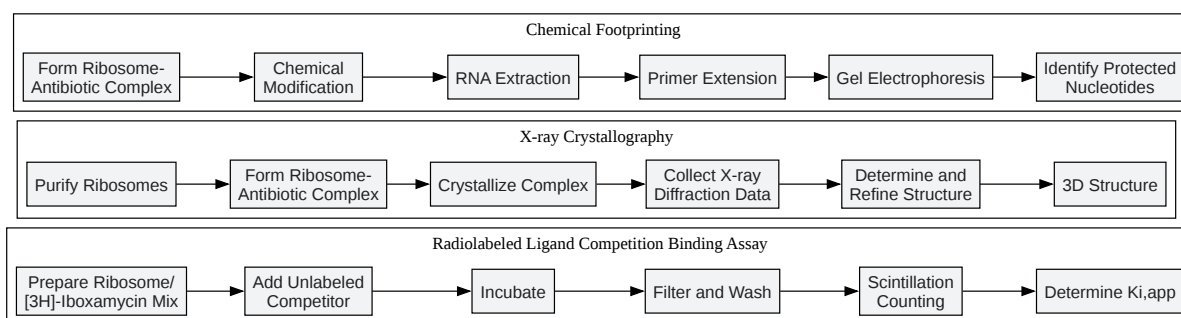 Chemical Footprinting
Form Ribosome-
Antibiotic Complex
Chemical
Modification
RNA Extraction
Primer Extension
Gel Electrophoresis
Identify Protected
Nucleotides
X-ray Crystallography
Purify Ribosomes
Form Ribosome-
Antibiotic Complex
Crystallize Complex
Collect X-ray
Diffraction Data
Determine and
Refine Structure
3D Structure
Radiolabeled Ligand Competition Binding Assay
Prepare Ribosome/
[3H]-Iboxamycin Mix
Add Unlabeled
Competitor
Incubate
Filter and Wash
Scintillation
Counting
Determine Ki,app